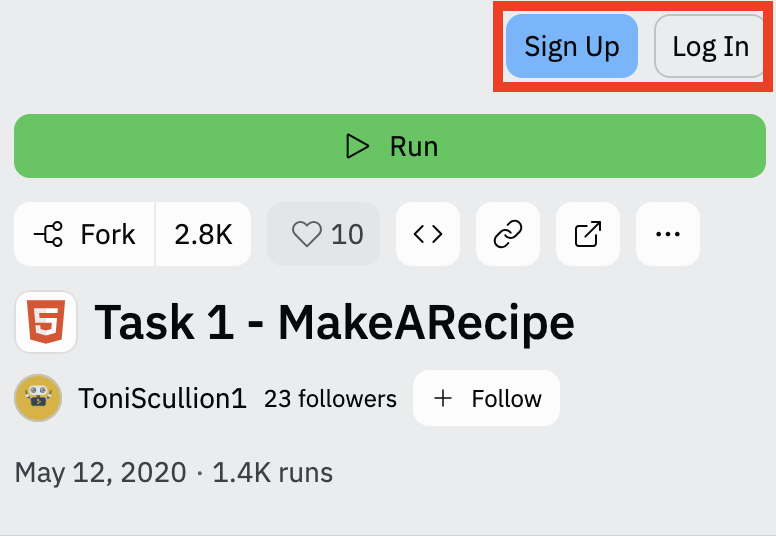 Sign Up Log In
Run
Fork 2.8K 10
Task 1 - MakeARecipe
ToniScullion1 23 followers + Follow
May 12, 2020 · 1.4K runs